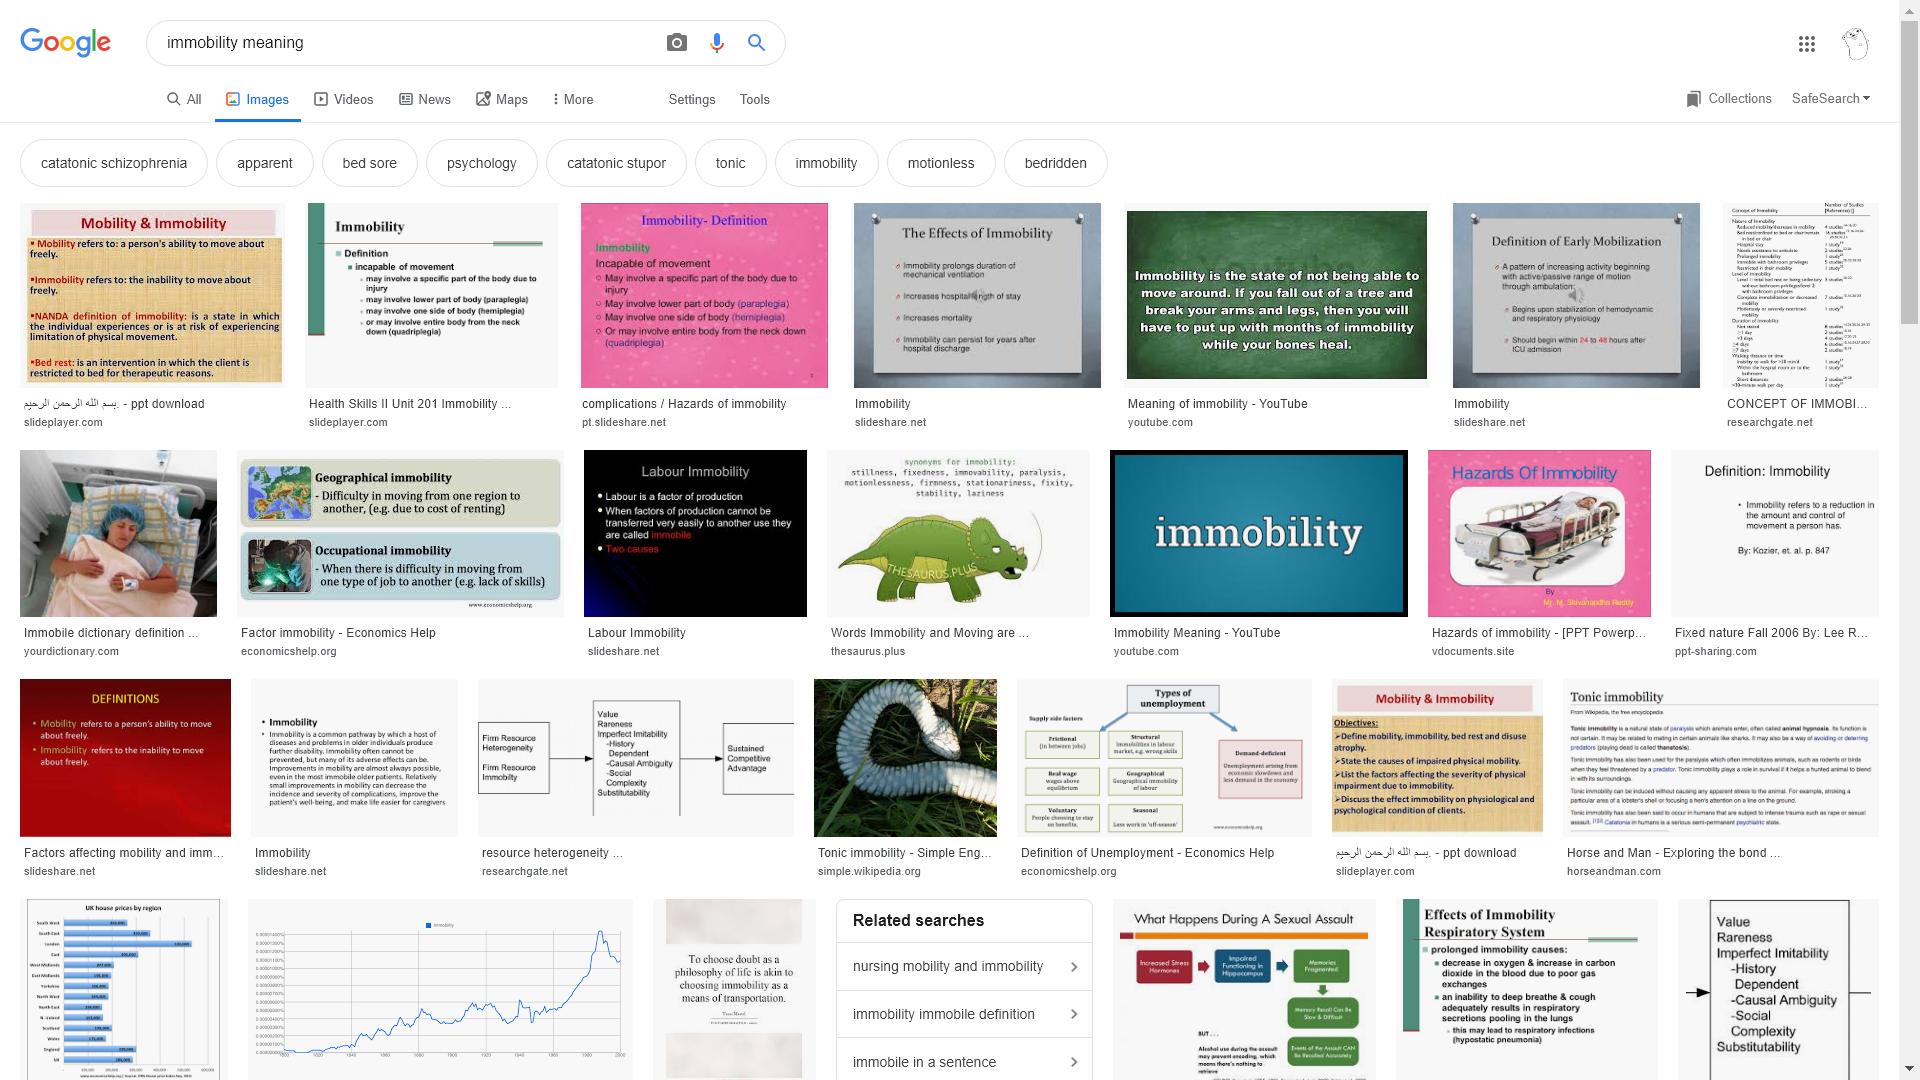 Google
immobility meaning
All
Images
Videos
News
Maps
More
Settings
Tools
Collections
SafeSearch
catatonic schizophrenia
apparent
bed sore
psychology
catatonic stupor
tonic
immobility
motionless
bedridden
Mobility & Immobility
Mobility refers to: a person's ability to move about
freely.
Immobility refers to: the inability to move about
freely.
NANDA definition of immobility: is a state in which
the individual experiences or is at risk of experiencing
limitation of physical movement.
Bed rest: is an intervention in which the client is
restricted to bed for therapeutic reasons.
بسم الله الرحمن الرحيم. - ppt download
slideplayer.com
Immobility
Definition
incapable of movement
may involve a specific part of the body due to
injury
may involve lower part of body (paraplegia)
may involve one side of body (hemiplegia)
or may involve entire body from the neck
down (quadriplegia)
Health Skills II Unit 201 Immobility ...
slideplayer.com
Immobility- Definition
Immobility
Incapable of movement
May involve a specific part of the body due to
injury
May involve lower part of body (paraplegia)
May involve one side of body (hemiplegia)
Or may involve entire body from the neck down
(quadriplegia)
complications / Hazards of immobility
pt.slideshare.net
The Effects of Immobility
Immobility prolongs duration of
mechanical ventilation
Increases hospital length of stay
Increases mortality
Immobility can persist for years after
hospital discharge
Immobility
slideshare.net
Immobility is the state of not being able to
move around. If you fall out of a tree and
break your arms and legs, then you will
have to put up with months of immobility
while your bones heal.
Meaning of immobility - YouTube
youtube.com
Definition of Early Mobilization
A pattern of increasing activity beginning
with active/passive range of motion
through ambulation:
Begins upon stabilization of hemodynamic
and respiratory physiology
Should begin within 24 to 48 hours after
ICU admission
Immobility
slideshare.net
Concept of Immobility
Number of Studies
CONCEPT OF IMMOBI...
researchgate.net
Immobile dictionary definition ...
yourdictionary.com
Geographical immobility
- Difficulty in moving from one region to
another, (e.g. due to cost of renting)
Occupational immobility
- When there is difficulty in moving from
one type of job to another (e.g. lack of skills)
www.economicshelp.org
Factor immobility - Economics Help
economicshelp.org
Labour Immobility
Labour is a factor of production
When factors of production cannot be
transferred very easily to another use they
are called immobile
Two causes
Labour Immobility
slideshare.net
synonyms for immobility:
stillness, fixedness, immovability, paralysis,
motionlessness, firmness, stationariness, fixity,
stability, laziness
THESAURUS.PLUS
Words Immobility and Moving are ...
thesaurus.plus
immobility
Immobility Meaning - YouTube
youtube.com
Hazards Of Immobility
By
Mr. M. Shivanandha Reddy
Hazards of immobility - [PPT Powerp...
vdocuments.site
Definition: Immobility
Immobility refers to a reduction in
the amount and control of
movement a person has.
By: Kozier, et. al. p. 847
Fixed nature Fall 2006 By: Lee R...
ppt-sharing.com
DEFINITIONS
Mobility refers to a person's ability to move
about freely.
Immobility refers to the inability to move
about freely.
Factors affecting mobility and imm...
slideshare.net
Immobility
Immobility is a common pathway by which a host of
diseases and problems in older individuals produce
further disability. Immobility often cannot be
prevented, but many of its adverse effects can be.
Improvements in mobility are almost always possible,
even in the most immobile older patients. Relatively
small improvements in mobility can decrease the
incidence and severity of complications, improve the
patient's well-being, and make life easier for caregivers
Immobility
slideshare.net
Firm Resource
Heterogeneity
Firm Resource
Immobility
Value
Rareness
Imperfect Imitability
-History
Dependent
-Causal Ambiguity
-Social
Complexity
Substitutability
Sustained
Competitive
Advantage
resource heterogeneity ...
researchgate.net
Tonic immobility - Simple Eng...
simple.wikipedia.org
Types of
unemployment
Supply side factors
Frictional
(in between jobs)
Structural
Immobilities in labour
market, e.g. wrong skills
Real wage
wages above
equilibrium
Geographical
Geographical immobility
of labour
Voluntary
People choosing to stay
on benefits.
Seasonal
Less work in 'off-season'
Demand-deficient
Unemployment arising from
economic slowdown and
less demand in the economy
www.economicshelp.org
Definition of Unemployment - Economics Help
economicshelp.org
Mobility & Immobility
Objectives:
Define mobility, immobility, bed rest and disuse
atrophy.
State the causes of impaired physical mobility.
List the factors affecting the severity of physical
impairment due to immobility.
Discuss the effect immobility on physiological and
psychological condition of clients.
بسم الله الرحمن الرحيم. - ppt download
slideplayer.com
Tonic immobility
From Wikipedia, the free encyclopedia
Horse and Man - Exploring the bond ...
horseandman.com
UK house prices by region
Immobility
To choose doubt as a
philosophy of life is akin to
choosing immobility as a
means of transportation.
Yann Martel
Related searches
nursing mobility and immobility
immobility immobile definition
immobile in a sentence
What Happens During A Sexual Assault
Increased Stress
Hormones
Impaired
Functioning In
Hippocampus
Memories
Fragmented
Memory Recall Can Be
Slow & Difficult
BUT . . .
Alcohol use during the assault
may prevent encoding, which
means there's nothing to
retrieve
Events of the Assault CAN
Be Recalled Accurately
Effects of Immobility
Respiratory System
prolonged immobility causes:
decrease in oxygen & increase in carbon
dioxide in the blood due to poor gas
exchanges
an inability to deep breathe & cough
adequately results in respiratory
secretions pooling in the lungs
this may lead to respiratory infections
(hypostatic pneumonia)
Value
Rareness
Imperfect Imitability
-History
Dependent
-Causal Ambiguity
-Social
Complexity
Substitutability